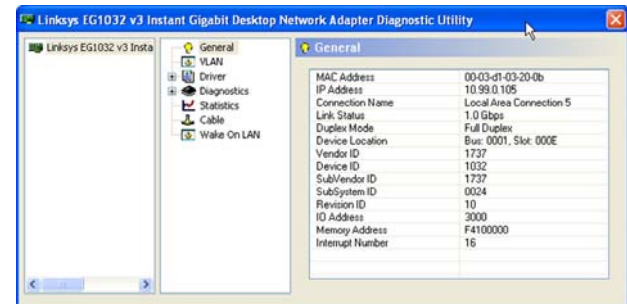 Linksys EG1032 v3 Instant Gigabit Desktop Network Adapter Diagnostic Utility
Linksys EG1032 v3 Insta
General
VLAN
Driver
Diagnostics
Statistics
Cable
Wake On LAN
General
MAC Address 00-03-d1-03-20-0b
IP Address 10.99.0.105
Connection Name Local Area Connection 5
Link Status 1.0 Gbps
Duplex Mode Full Duplex
Device Location Bus: 0001, Slot: 000E
Vendor ID 1737
Device ID 1032
SubVendor ID 1737
SubSystem ID 0024
Revision ID 10
IO Address 3000
Memory Address F4100000
Interrupt Number 16